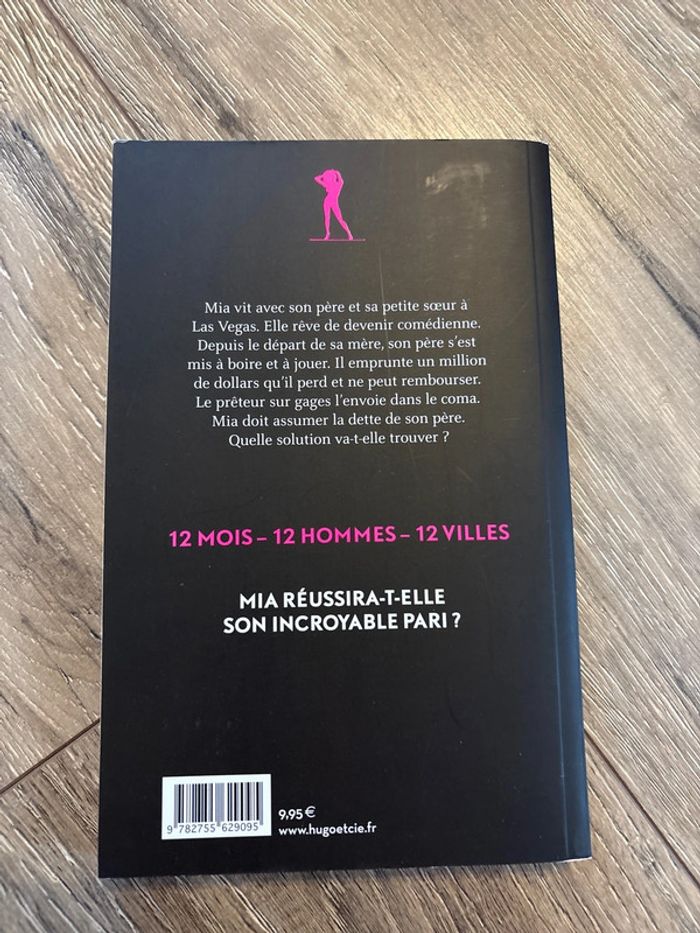 Mia vit avec son père et sa petite sœur à
Las Vegas. Elle rêve de devenir comédienne.
Depuis le départ de sa mère, son père s’est
mis à boire et à jouer. Il emprunte un million
de dollars qu’il perd et ne peut rembourser.
Le prêteur sur gages l’envoie dans le coma.
Mia doit assumer la dette de son père.
Quelle solution va-t-elle trouver ?
12 MOIS – 12 HOMMES – 12 VILLES
MIA RÉUSSIRA-T-ELLE
SON INCROYABLE PARI ?
9 782755 629095
9,95 €
www.hugoetcie.fr